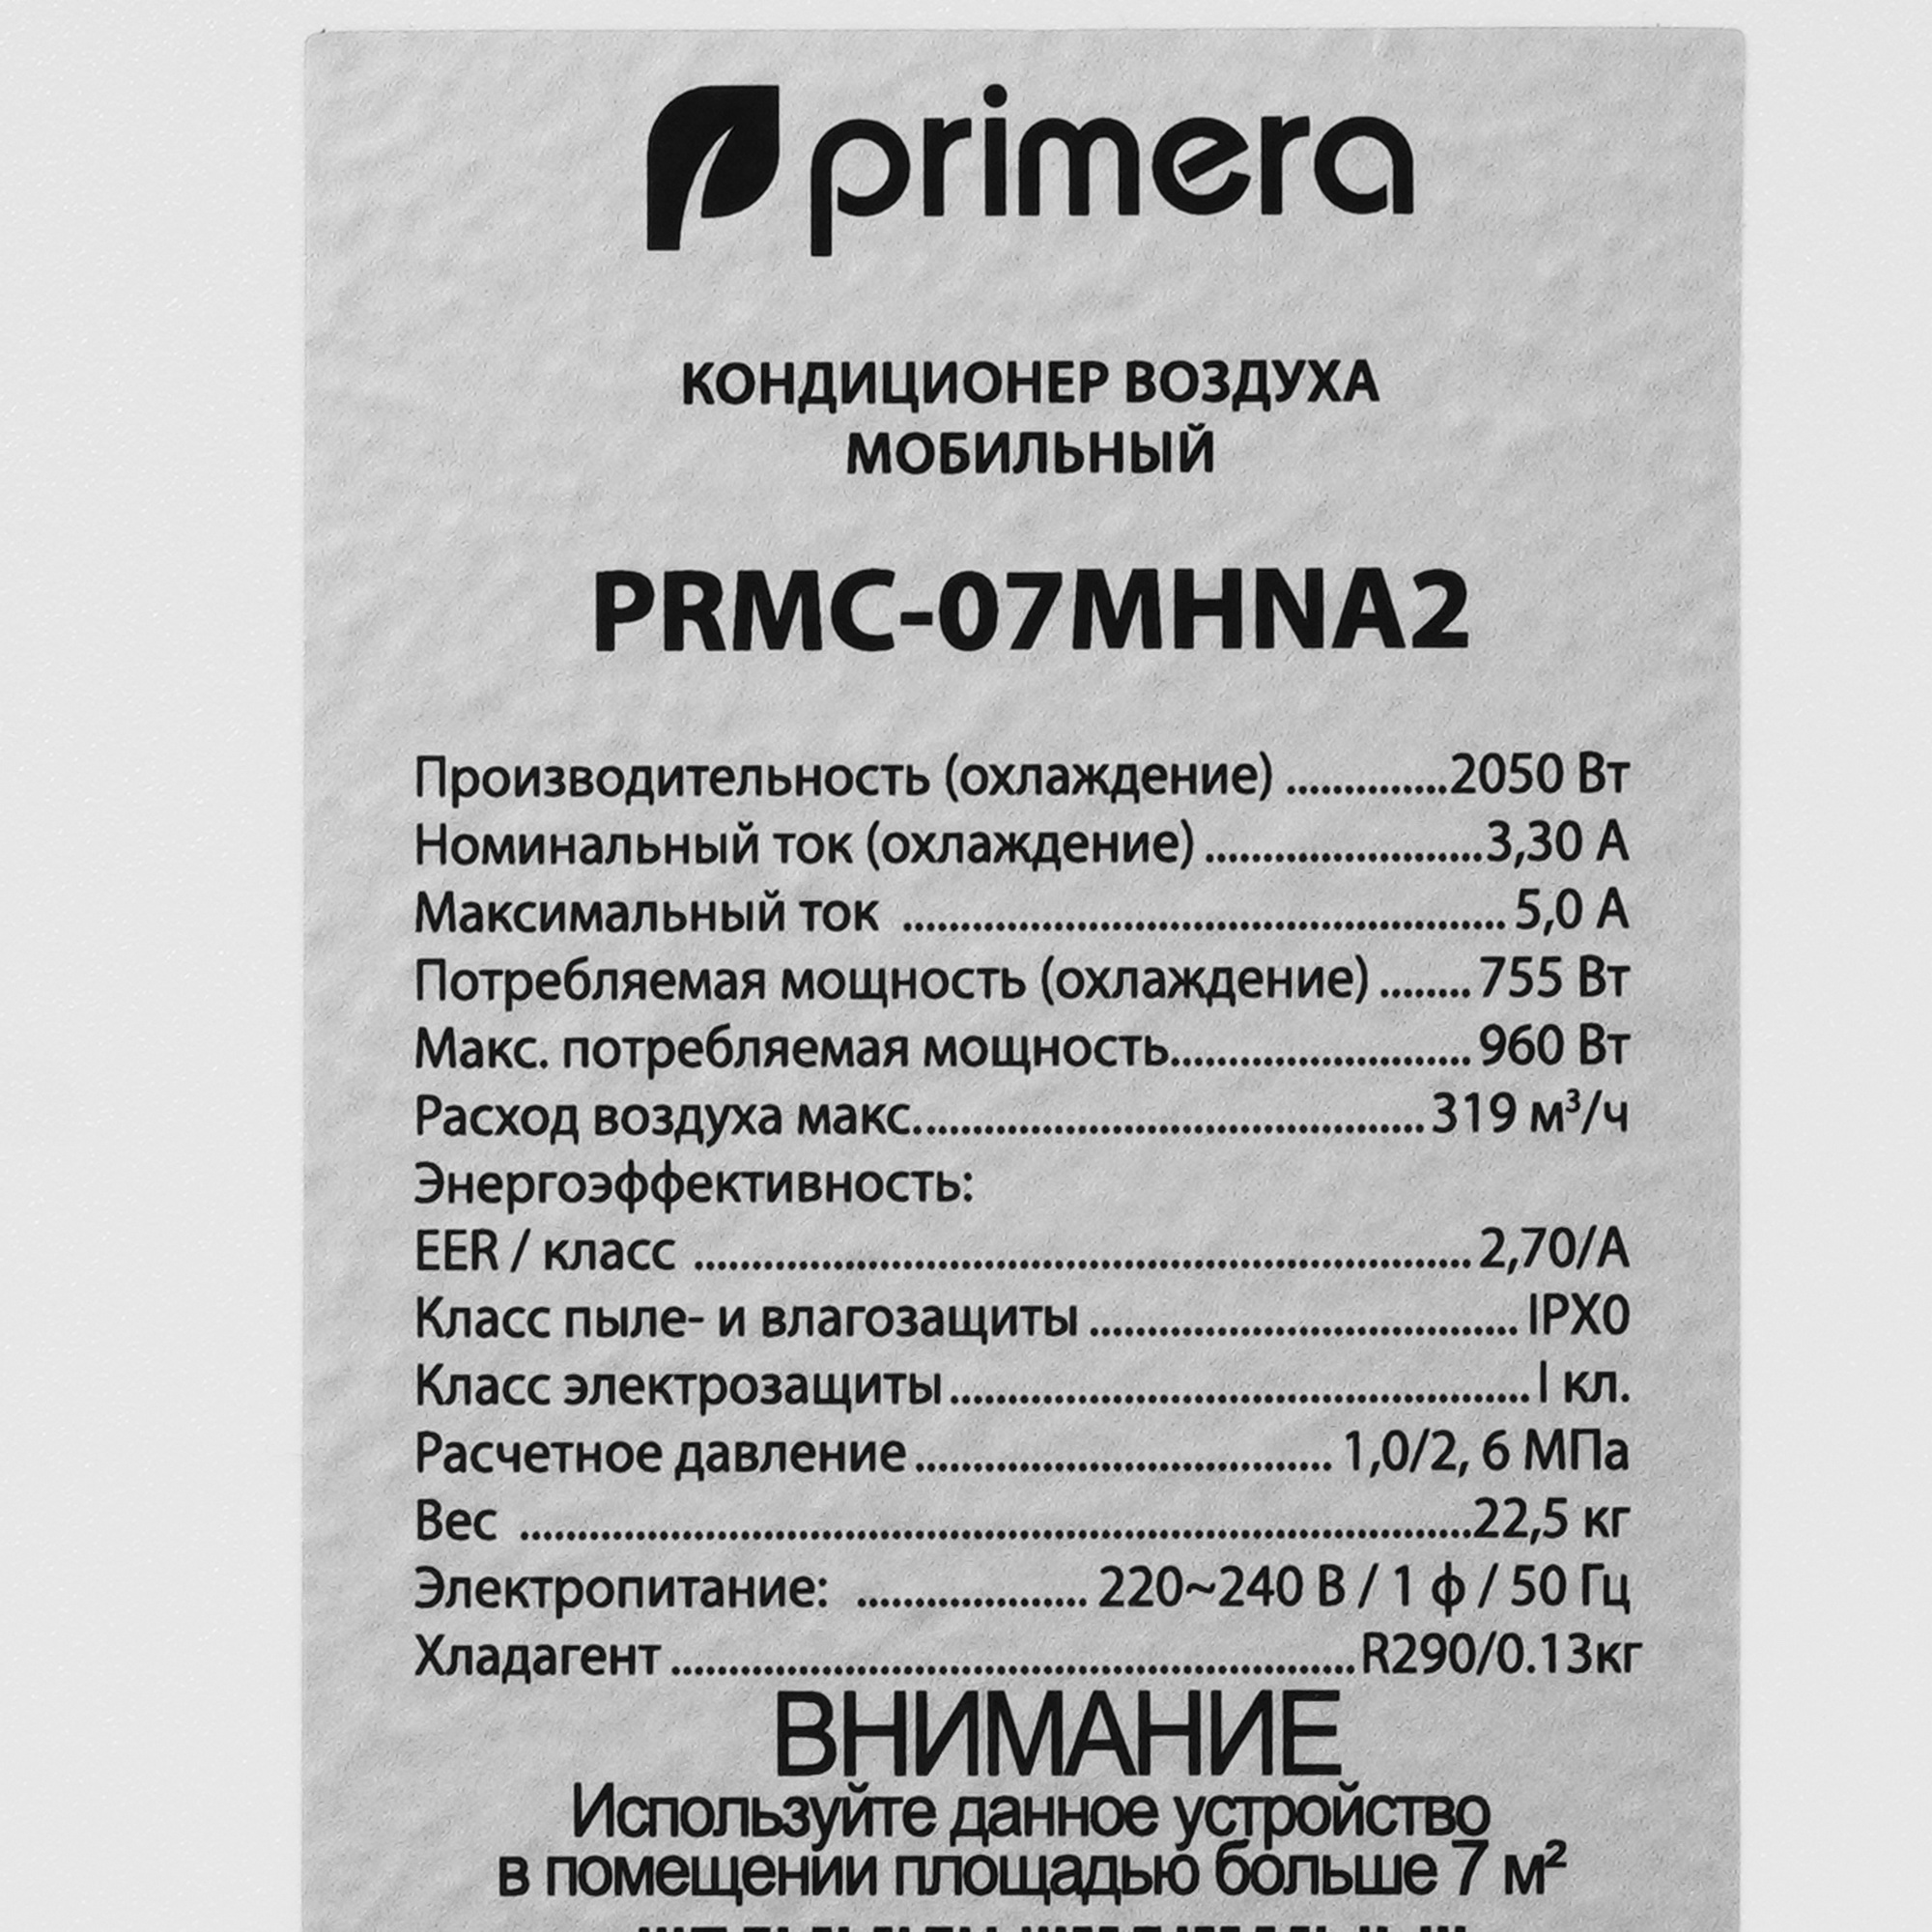 primera
КОНДИЦИОНЕР ВОЗДУХА
МОБИЛЬНЫЙ
PRMC-07MHNA2
Производительность (охлаждение) ..............2050 Вт
Номинальный ток (охлаждение) ........................3,30 А
Максимальный ток .................................................... 5,0 А
Потребляемая мощность (охлаждение) ........ 755 Вт
Макс. потребляемая мощность.......................... 960 Вт
Расход воздуха макс............................................ 319 м³/ч
Энергоэффективность:
EER / класс ................................................................... 2,70/А
Класс пыле- и влагозащиты ..................................... IPX0
Класс электрозащиты ..................................................I кл.
Расчетное давление .................................... 1,0/2, 6 МПа
Вес ..................................................................................22,5 кг
Электропитание: .................... 220~240 В / 1 ф / 50 Гц
Хладагент ...........................................................R290/0.13кг
ВНИМАНИЕ
Используйте данное устройство
в помещении площадью больше 7 м²